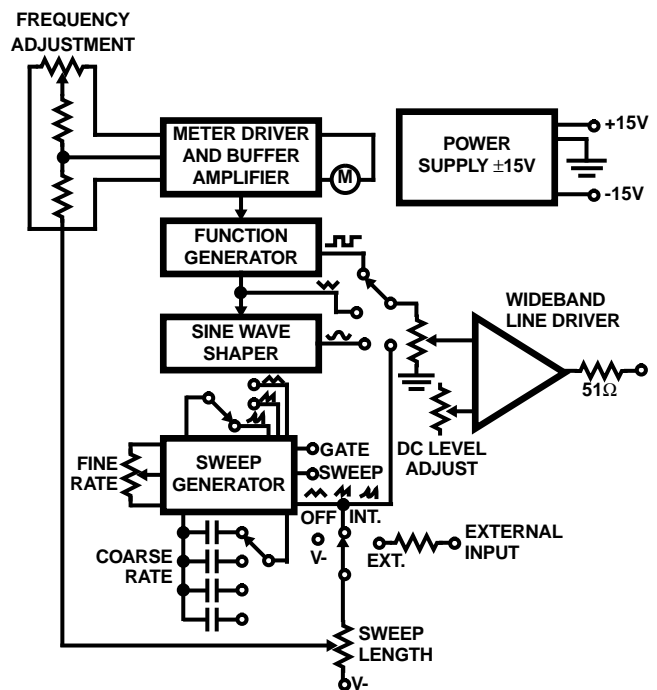 FREQUENCY
ADJUSTMENT
METER DRIVER
AND BUFFER
AMPLIFIER
M
POWER
SUPPLY ±15V
+15V
-15V
FUNCTION
GENERATOR
SINE WAVE
SHAPER
WIDEBAND
LINE DRIVER
51Ω
DC LEVEL
ADJUST
FINE
RATE
SWEEP
GENERATOR
GATE
SWEEP
OFF
INT.
V-
EXT.
EXTERNAL
INPUT
COARSE
RATE
SWEEP
LENGTH
V-